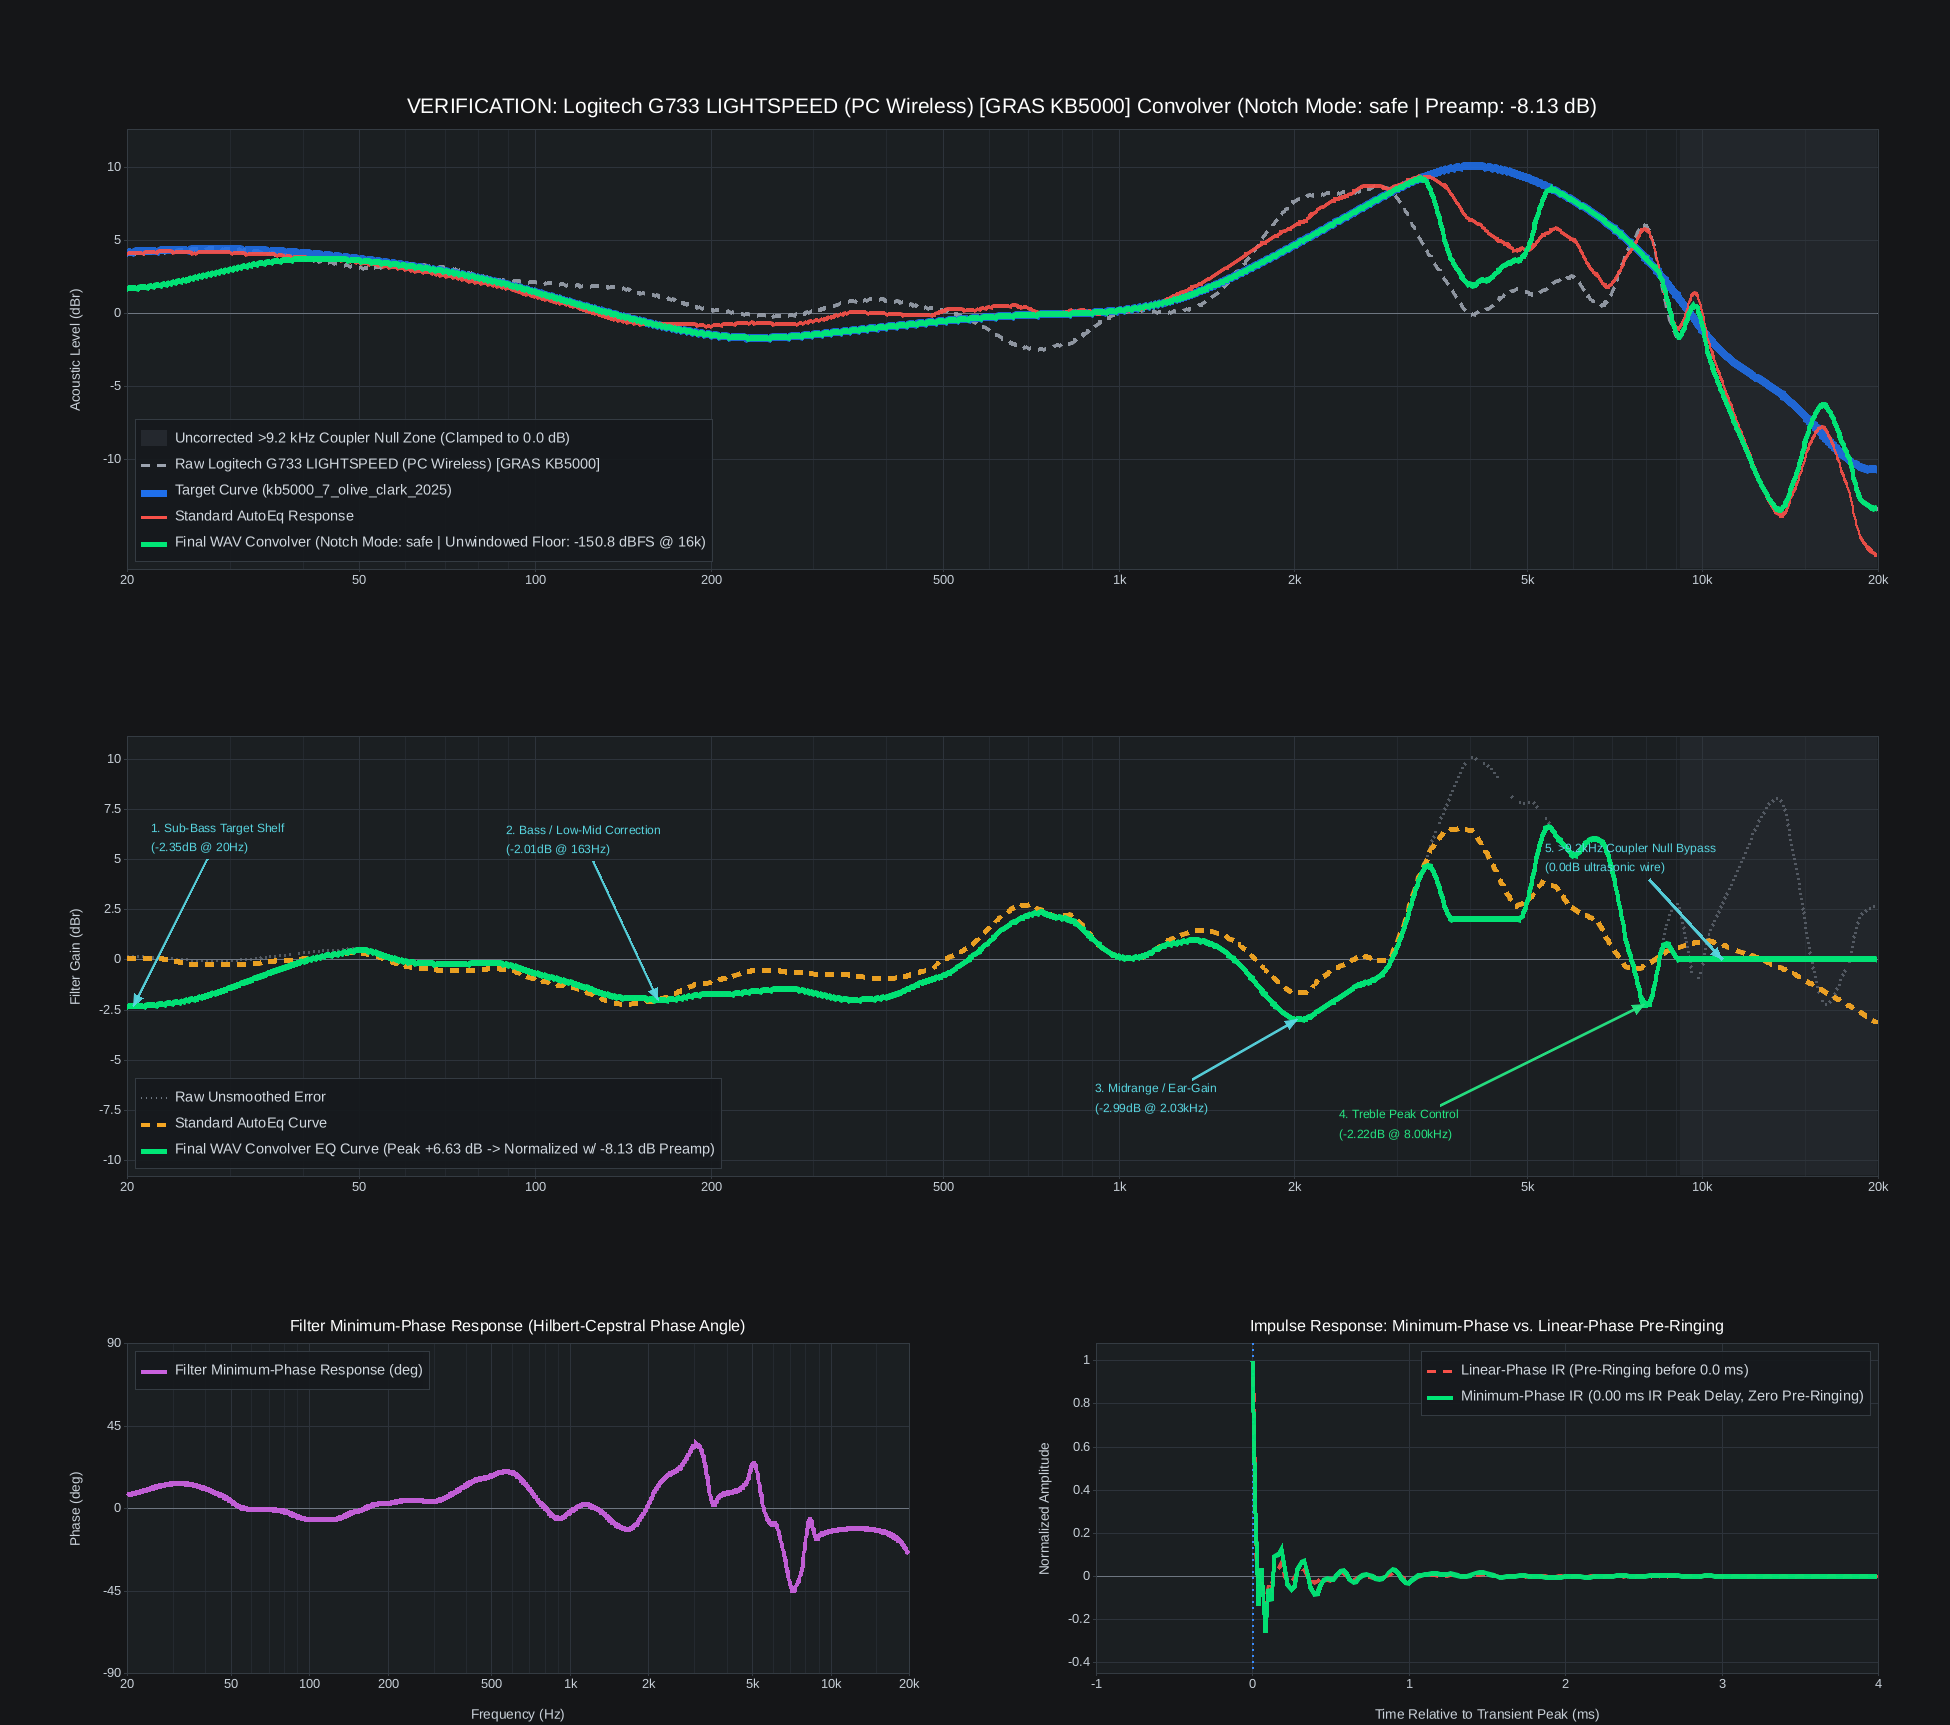 VERIFICATION: Logitech G733 LIGHTSPEED (PC Wireless) [GRAS KB5000] Convolver (Notch Mode: safe | Preamp: -8.13 dB)
Acoustic Level (dBr)
10
5
0
-5
-10
Uncorrected >9.2 kHz Coupler Null Zone (Clamped to 0.0 dB)
Raw Logitech G733 LIGHTSPEED (PC Wireless) [GRAS KB5000]
Target Curve (kb5000_7_olive_clark_2025)
Standard AutoEq Response
Final WAV Convolver (Notch Mode: safe | Unwindowed Floor: -150.8 dBFS @ 16k)
20 50 100 200 500 1k 2k 5k 10k 20k
Filter Gain (dBr)
10
7.5
5
2.5
0
-2.5
-5
-7.5
-10
1. Sub-Bass Target Shelf
(-2.35dB @ 20Hz)
2. Bass / Low-Mid Correction
(-2.01dB @ 163Hz)
5. >9.2kHz Coupler Null Bypass
(0.0dB ultrasonic wire)
3. Midrange / Ear-Gain
(-2.99dB @ 2.03kHz)
4. Treble Peak Control
(-2.22dB @ 8.00kHz)
Raw Unsmoothed Error
Standard AutoEq Curve
Final WAV Convolver EQ Curve (Peak +6.63 dB -> Normalized w/ -8.13 dB Preamp)
20 50 100 200 500 1k 2k 5k 10k 20k
Filter Minimum-Phase Response (Hilbert-Cepstral Phase Angle)
Phase (deg)
90
45
0
-45
-90
Filter Minimum-Phase Response (deg)
20 50 100 200 500 1k 2k 5k 10k 20k
Frequency (Hz)
Impulse Response: Minimum-Phase vs. Linear-Phase Pre-Ringing
Normalized Amplitude
1
0.8
0.6
0.4
0.2
0
-0.2
-0.4
Linear-Phase IR (Pre-Ringing before 0.0 ms)
Minimum-Phase IR (0.00 ms IR Peak Delay, Zero Pre-Ringing)
-1 0 1 2 3 4
Time Relative to Transient Peak (ms)